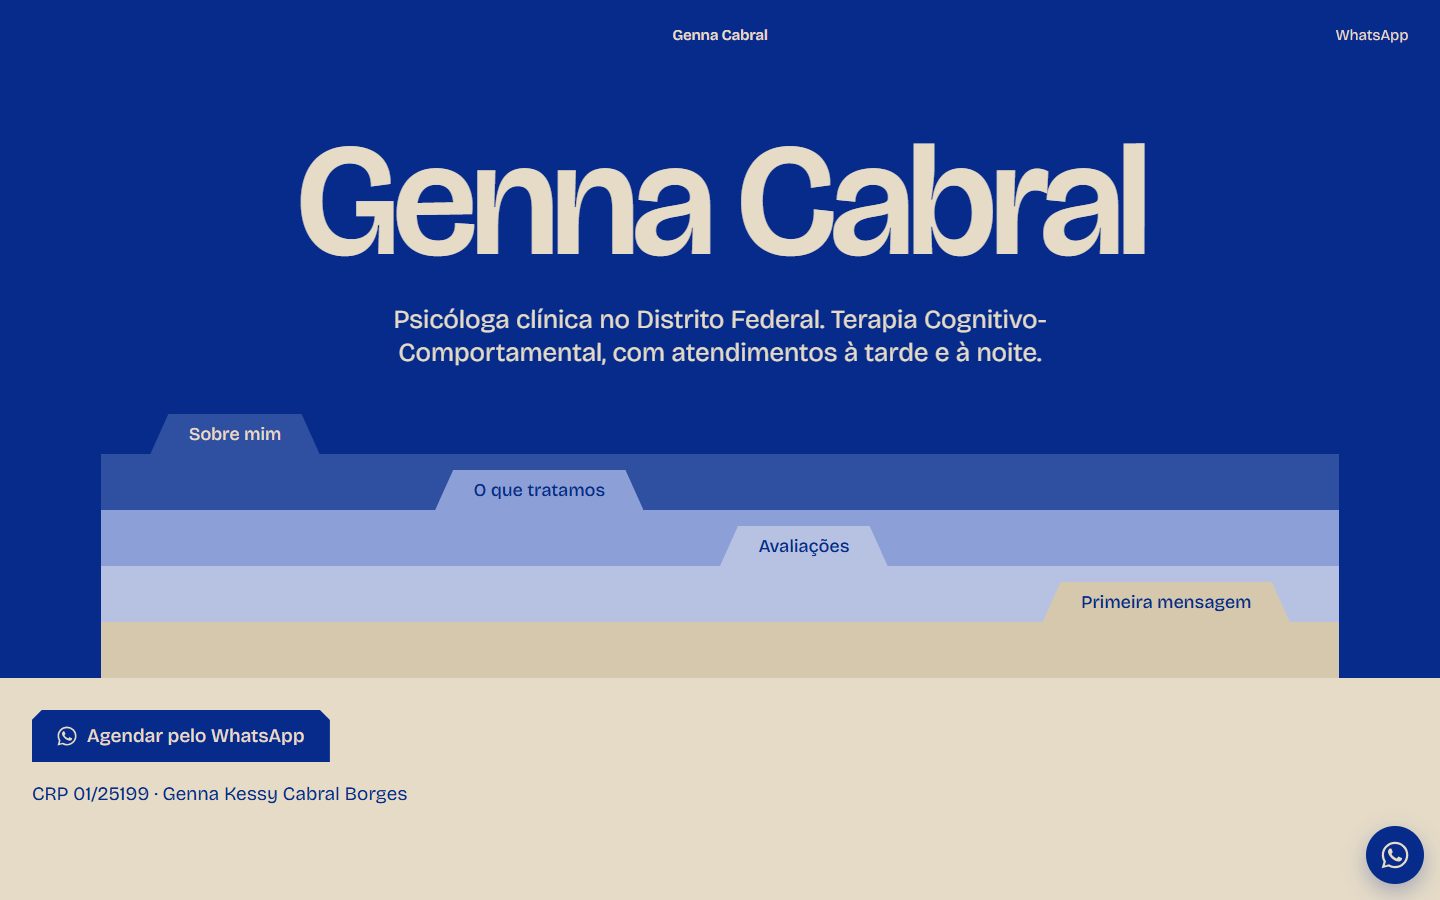 Genna Cabral
WhatsApp
Genna Cabral
Psicóloga clínica no Distrito Federal. Terapia Cognitivo-
Comportamental, com atendimentos à tarde e à noite.
Sobre mim
O que tratamos
Avaliações
Primeira mensagem
Agendar pelo WhatsApp
CRP 01/25199 · Genna Kessy Cabral Borges